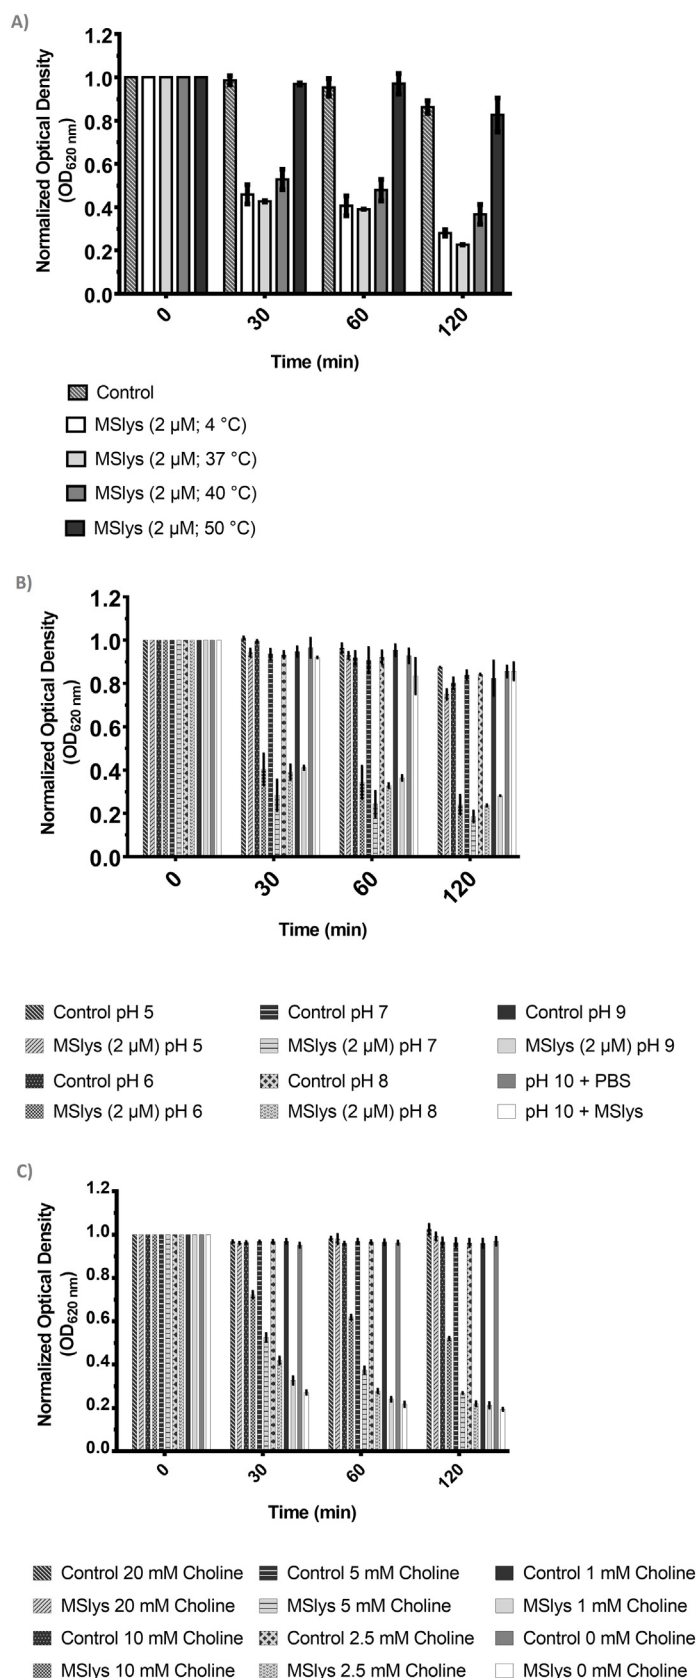 A)
Normalized Optical Density
(OD620 nm)
1.2
1.0
0.8
0.6
0.4
0.2
0.0
0 30 60 120
Time (min)
Control
MSlys (2 µM; 4 °C)
MSlys (2 µM; 37 °C)
MSlys (2 µM; 40 °C)
MSlys (2 µM; 50 °C)
B)
Normalized Optical Density
(OD620 nm)
1.2
1.0
0.8
0.6
0.4
0.2
0.0
0 30 60 120
Time (min)
Control pH 5 Control pH 7 Control pH 9
MSlys (2 µM) pH 5 MSlys (2 µM) pH 7 MSlys (2 µM) pH 9
Control pH 6 Control pH 8 pH 10 + PBS
MSlys (2 µM) pH 6 MSlys (2 µM) pH 8 pH 10 + MSlys
C)
Normalized Optical Density
(OD620 nm)
1.2
1.0
0.8
0.6
0.4
0.2
0.0
0 30 60 120
Time (min)
Control 20 mM Choline Control 5 mM Choline Control 1 mM Choline
MSlys 20 mM Choline MSlys 5 mM Choline MSlys 1 mM Choline
Control 10 mM Choline Control 2.5 mM Choline Control 0 mM Choline
MSlys 10 mM Choline MSlys 2.5 mM Choline MSlys 0 mM Choline